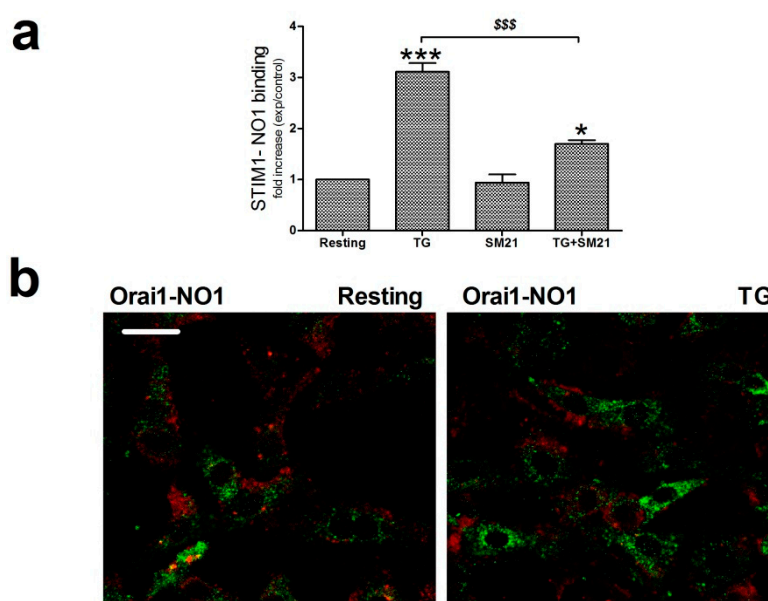 a
$$$
***
*
STIM1- NO1 binding
fold increase (exp/control)
4
3
2
1
0
Resting TG SM21 TG+SM21
b
Orai1-NO1 Resting Orai1-NO1 TG